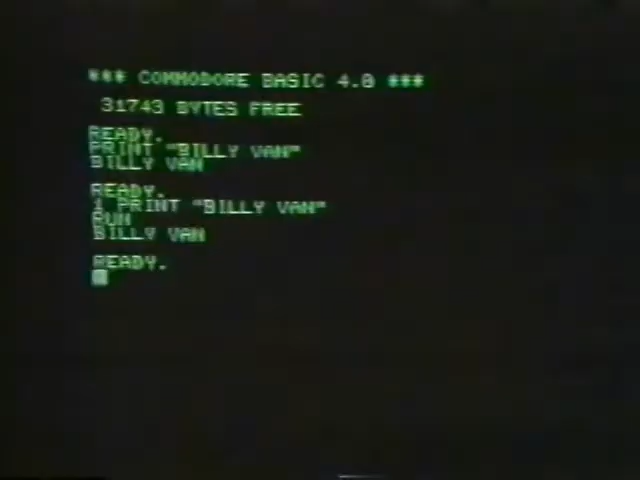 *** COMMODORE BASIC 4.0 ***
31743 BYTES FREE
READY.
PRINT "BILLY VAN"
BILLY VAN
READY.
1 PRINT "BILLY VAN"
RUN
BILLY VAN
READY.